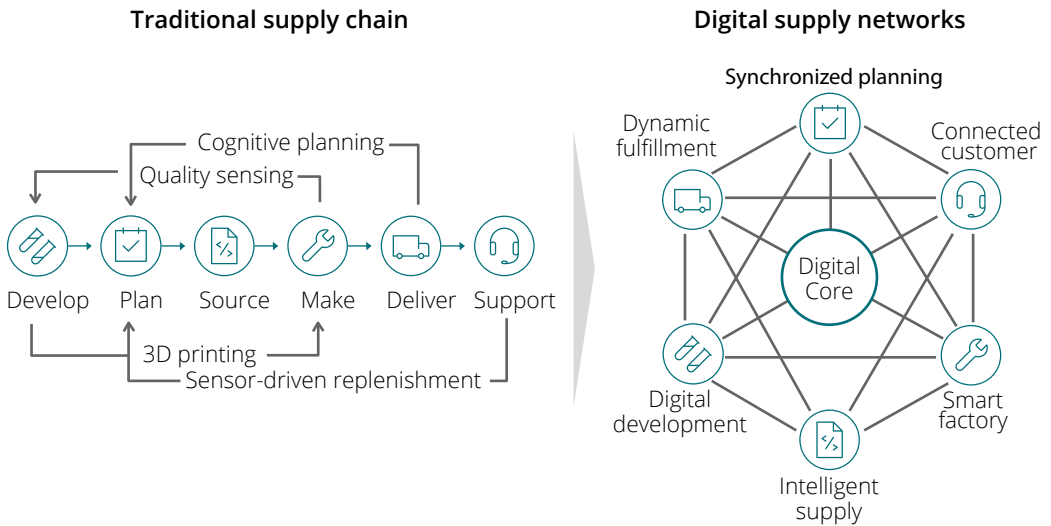 Traditional supply chain
Cognitive planning
Quality sensing
Develop
Plan
Source
</>
Make
Deliver
Support
3D printing
Sensor-driven replenishment
Digital supply networks
Synchronized planning
Dynamic
fulfillment
Connected
customer
Digital
Core
Digital
development
Smart
factory
</>
Intelligent
supply